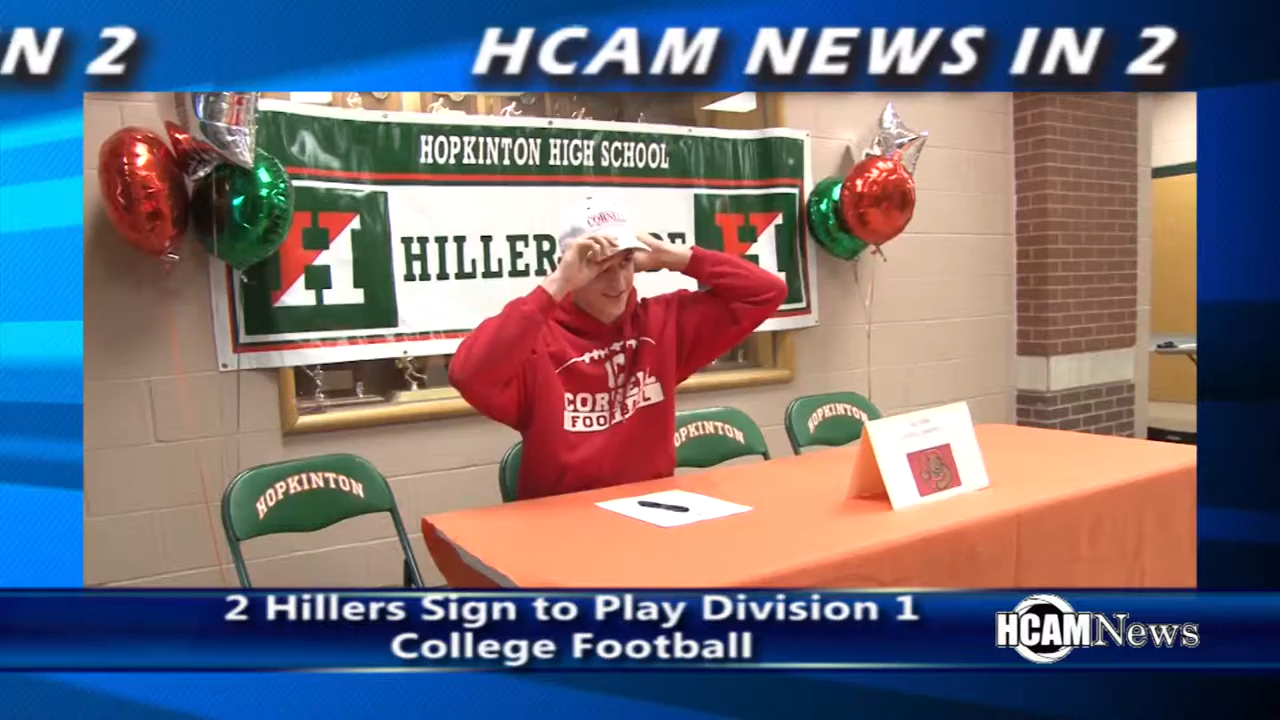 IN 2
HCAM NEWS IN 2
HOPKINTON HIGH SCHOOL
HILLER
CORNELL
CORNELL
FOOTBALL
HOPKINTON
HOPKINTON
HOPKINTON
2 Hillers Sign to Play Division 1
College Football
HCAMNews